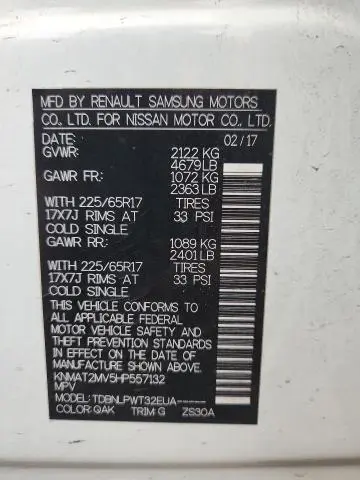 MFD BY RENAULT SAMSUNG MOTORS
CO., LTD. FOR NISSAN MOTOR CO., LTD.
DATE: 02/17
GVWR: 2122 KG
4679LB
GAWR FR: 1072 KG
2363LB
WITH 225/65R17 TIRES
17X7J RIMS AT 33 PSI
COLD SINGLE
GAWR RR: 1089 KG
2401LB
WITH 225/65R17 TIRES
17X7J RIMS AT 33 PSI
COLD SINGLE
THIS VEHICLE CONFORMS TO
ALL APPLICABLE FEDERAL
MOTOR VEHICLE SAFETY AND
THEFT PREVENTION STANDARDS
IN EFFECT ON THE DATE OF
MANUFACTURE SHOWN ABOVE.
KNMAT2MV5HP557132
MPV
MODEL: TDBNLPWT32EUA-----
COLOR: QAK TRIM: G ZS30A